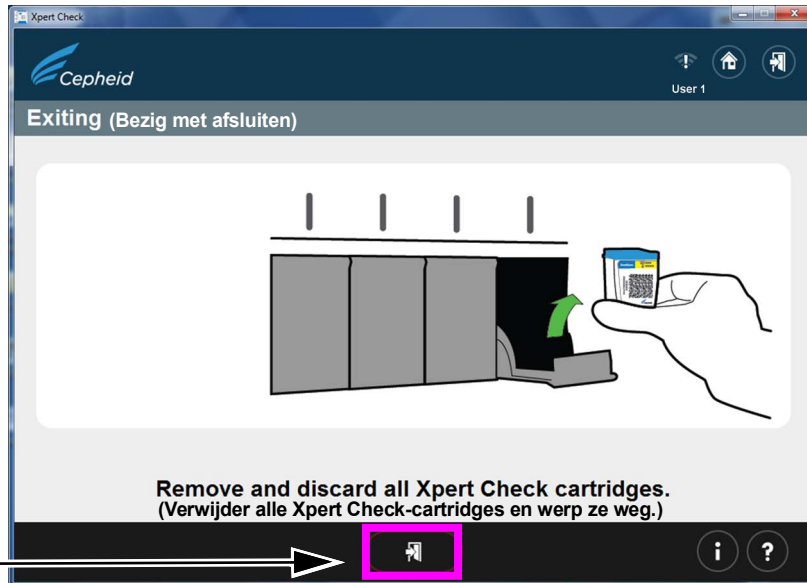 Xpert Check
Cepheid
User 1
Exiting (Bezig met afsluiten)
Remove and discard all Xpert Check cartridges.
(Verwijder alle Xpert Check-cartridges en werp ze weg.)
i ?